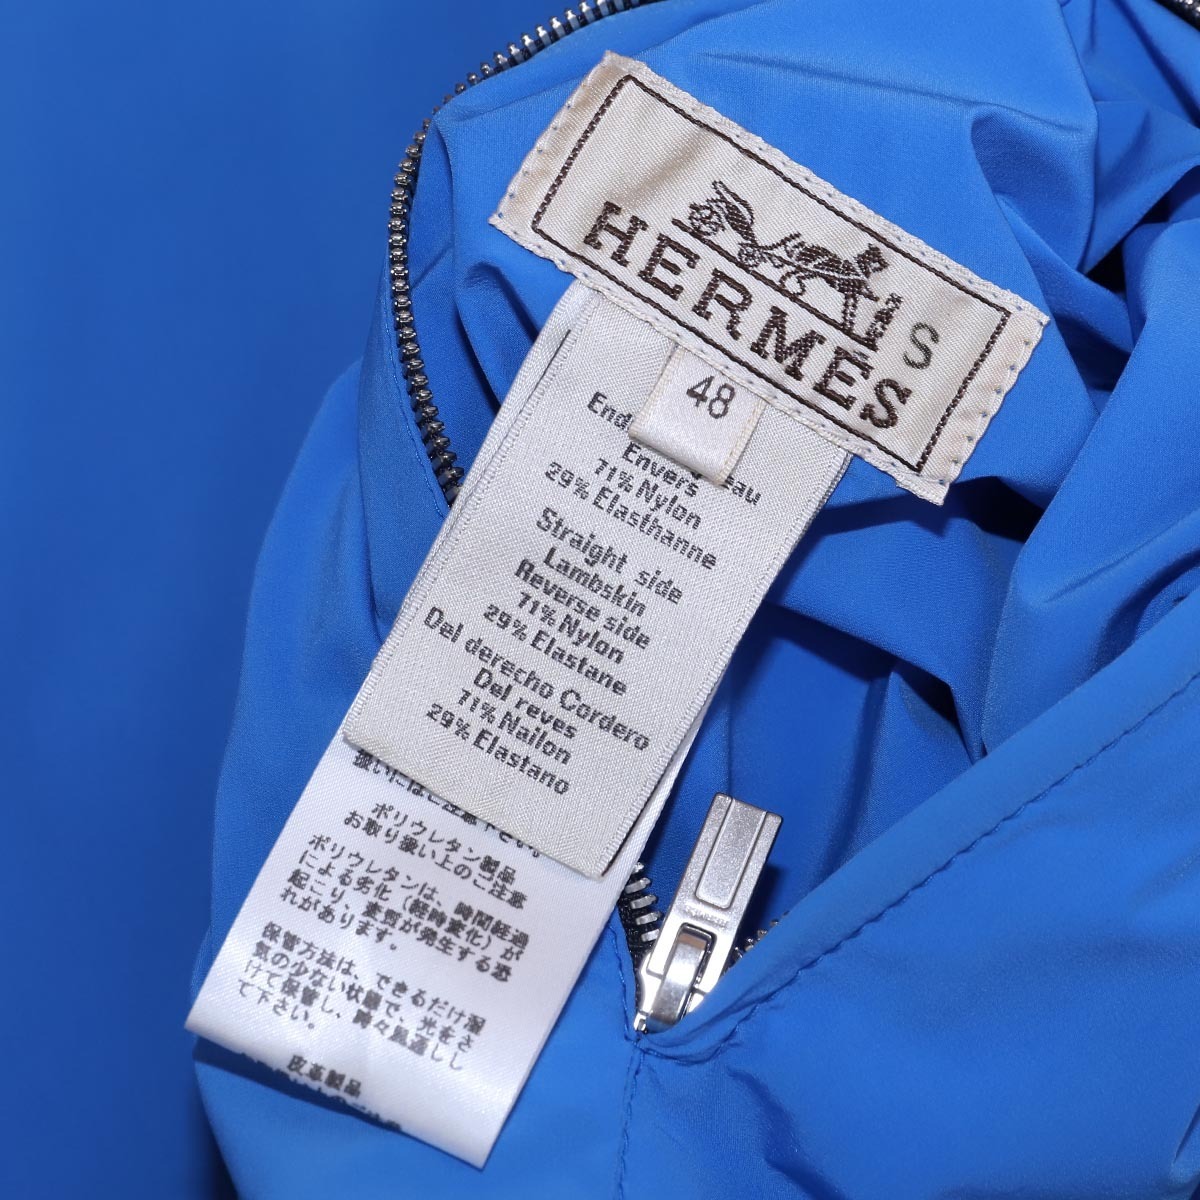 HERMES
S
48
Envers
71% Nylon
29% Elasthanne
Straight side
Lambskin
Reverse side
71% Nylon
29% Elastane
Del derecho Cordero
Del reves
71% Nailon
29% Elastano
ポリウレタン製品
お取り扱い上のご注意
ポリウレタンは、時間経過
による劣化（経時変化）が
起こり、変質が発生する恐
れがあります。
保管方法は、できるだけ湿
気の少ない状態で、光をさ
けて保管し、時々風通しし
て下さい。
皮革製品